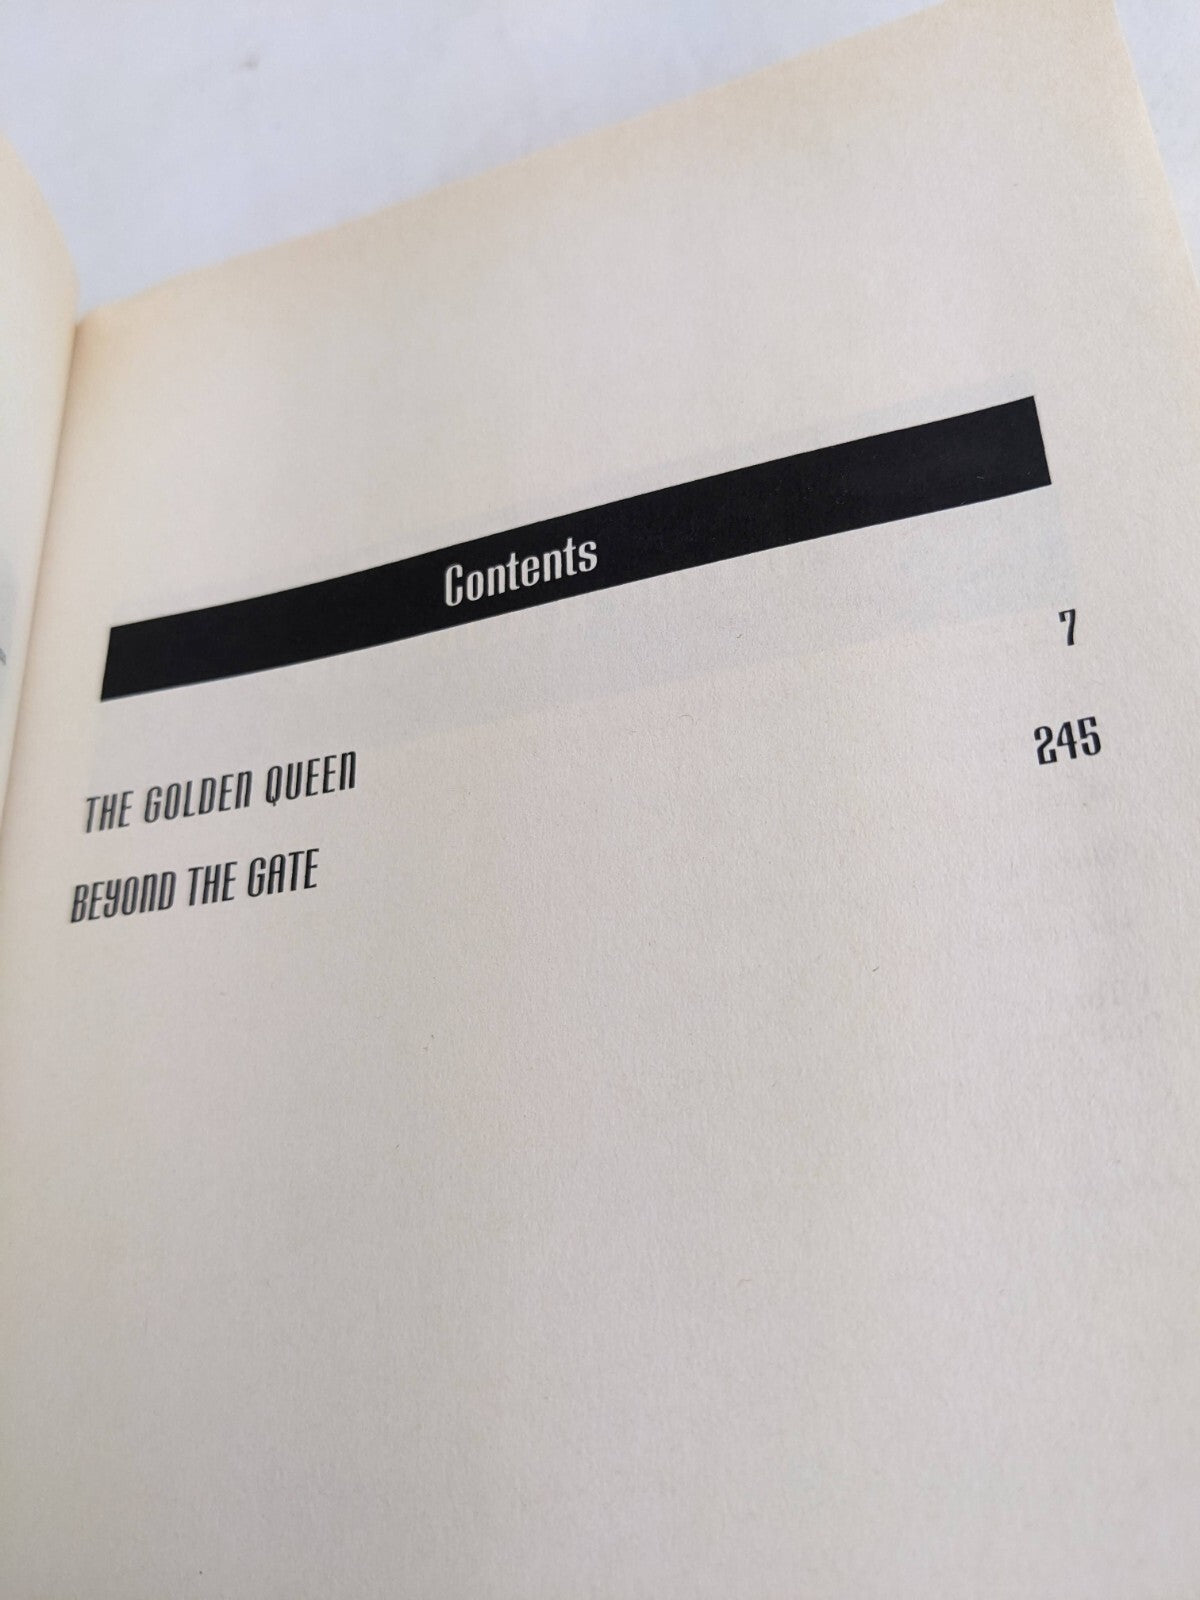 Contents
THE GOLDEN QUEEN 7
BEYOND THE GATE 245